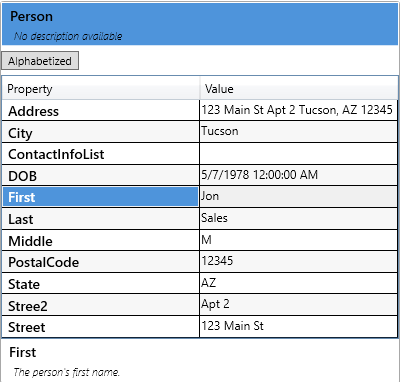 Person
No description available
Alphabetized
Property Value
Address 123 Main St Apt 2 Tucson, AZ 12345
City Tucson
ContactInfoList
DOB 5/7/1978 12:00:00 AM
First Jon
Last Sales
Middle M
PostalCode 12345
State AZ
Stree2 Apt 2
Street 123 Main St
First
The person's first name.